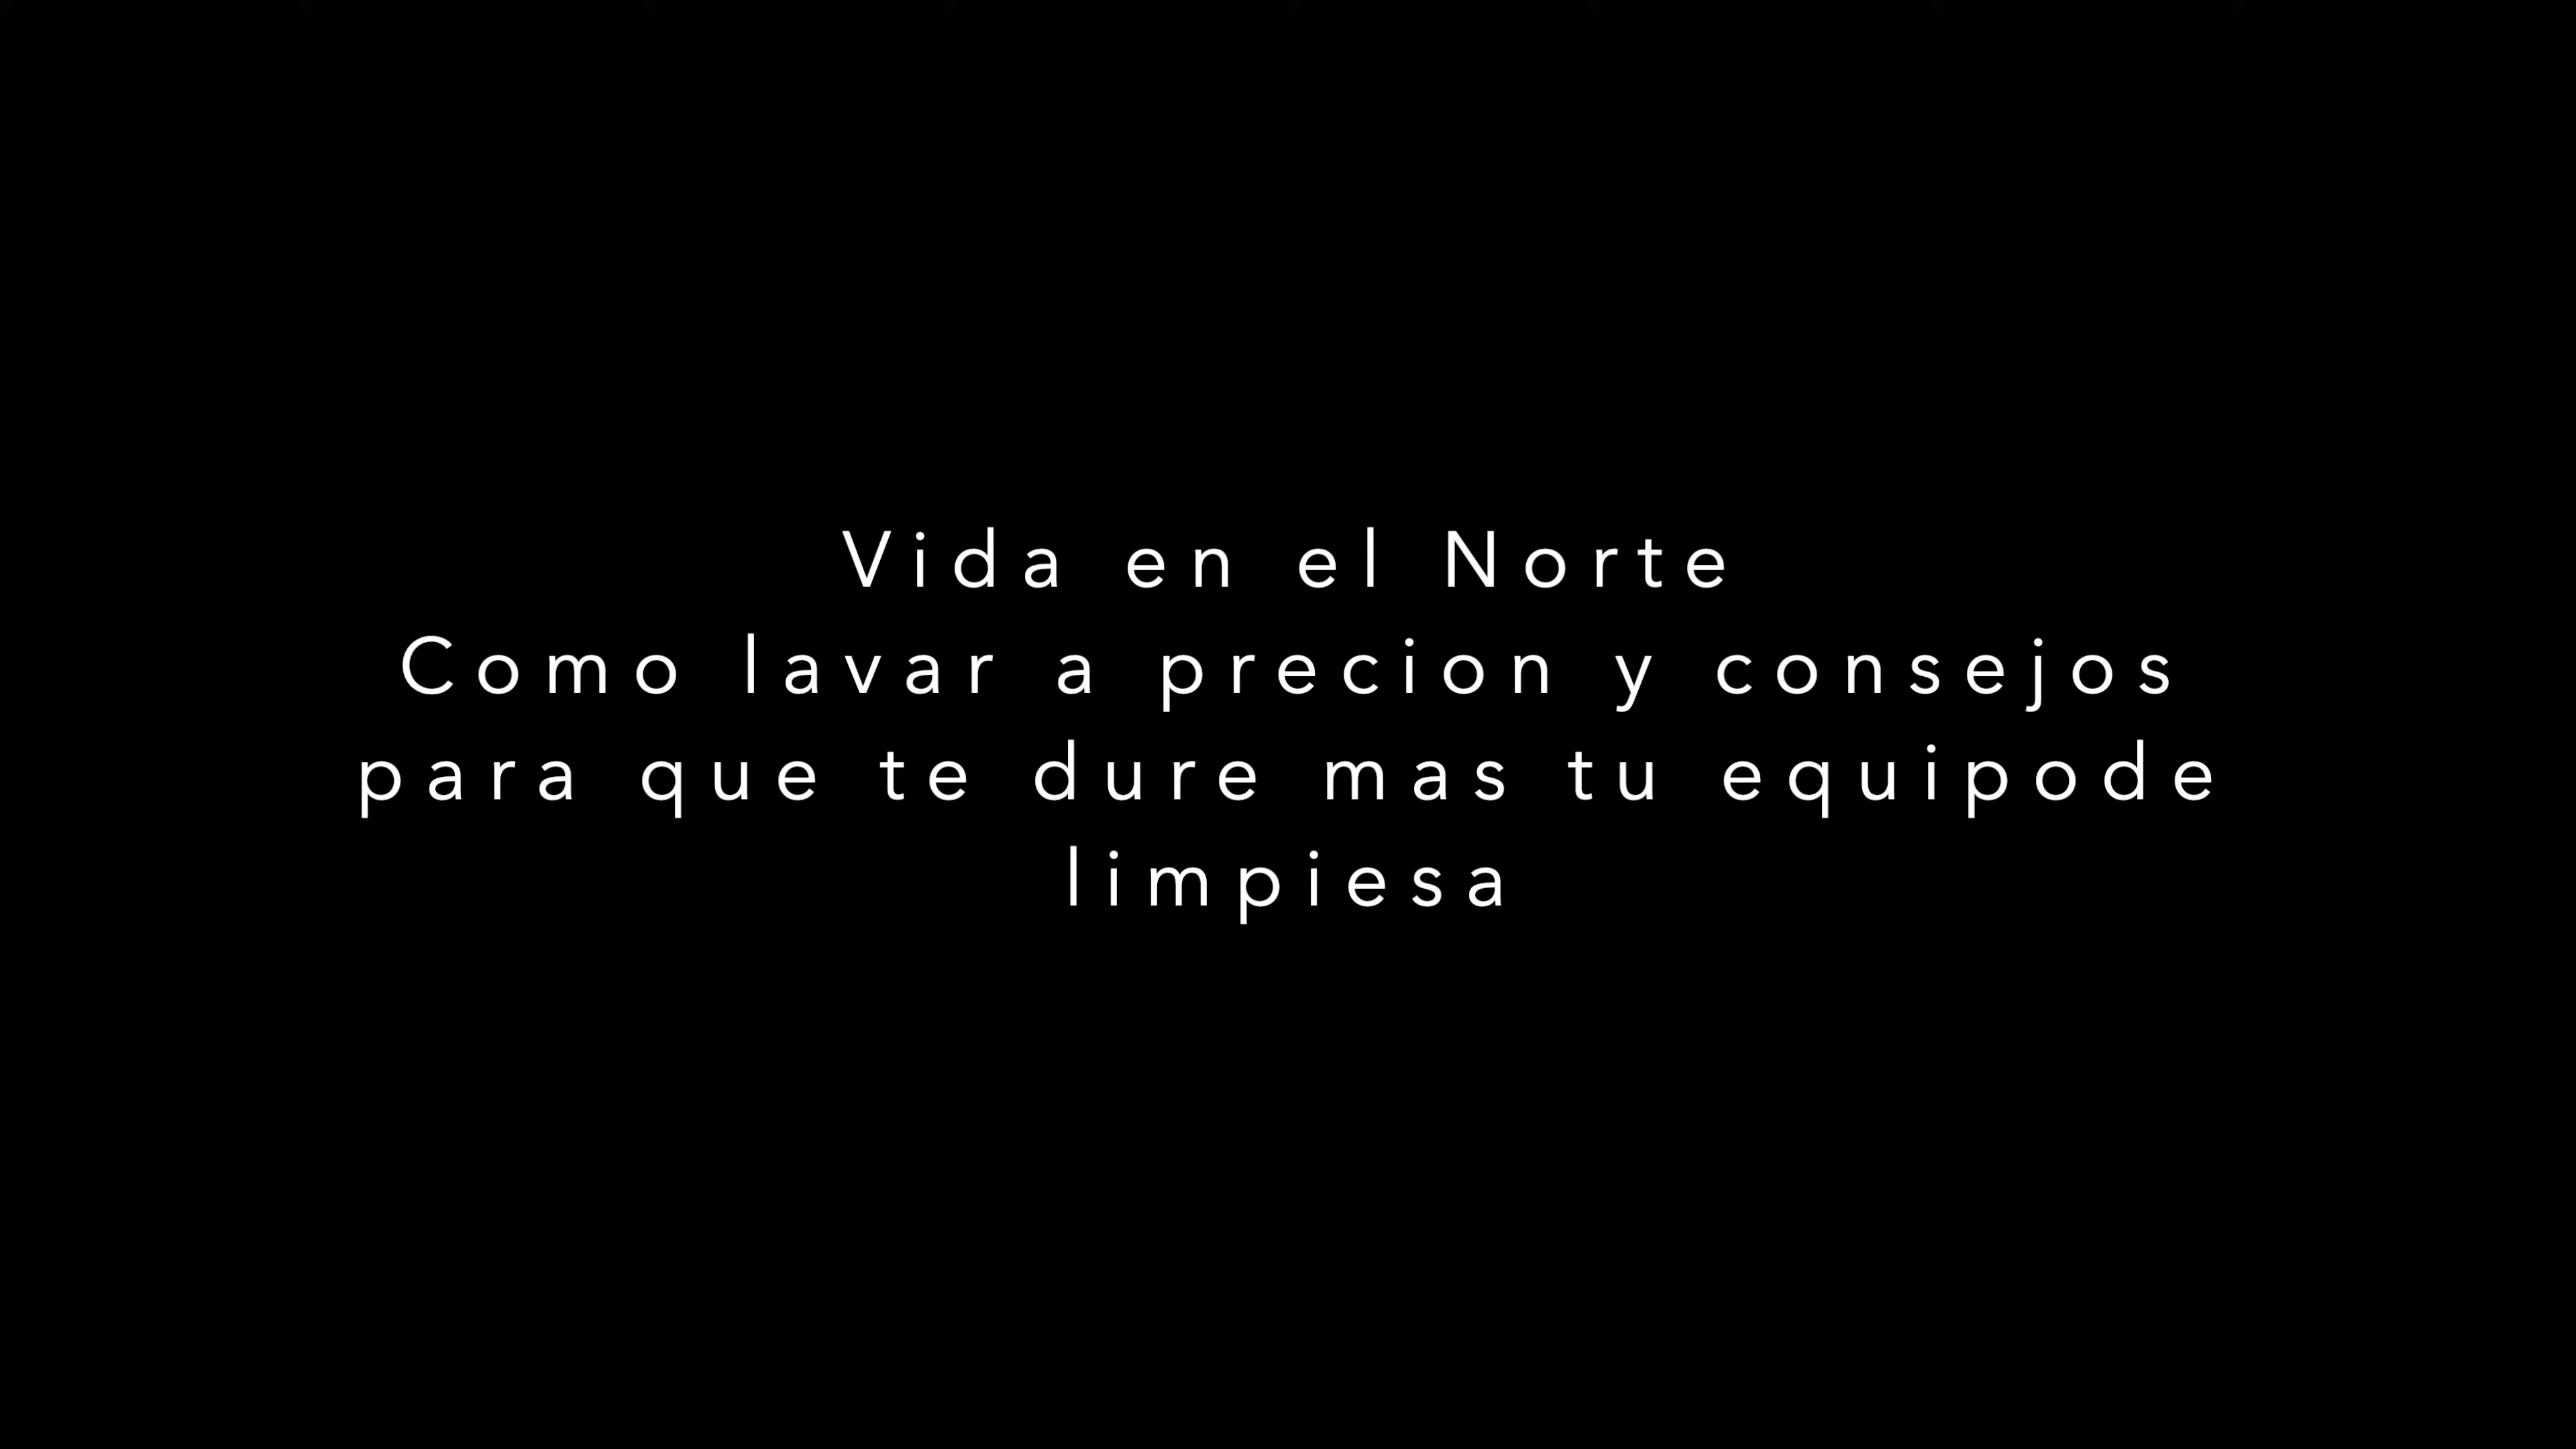 Vida en el Norte
Como lavar a precion y consejos
para que te dure mas tu equipode
limpiesa